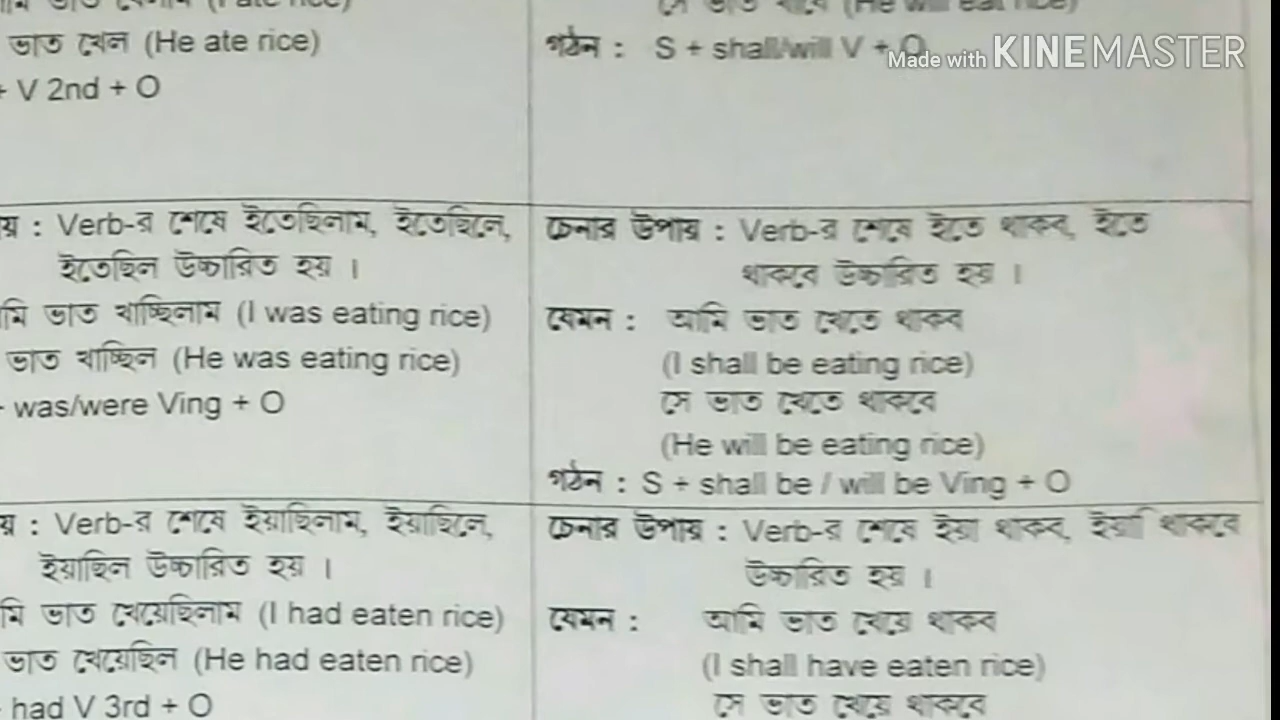 ভাত খেল (He ate rice)
+ V 2nd + O
য় : Verb-র শেষে ইতেছিলাম, ইতেছিলে,
ইতেছিল উচ্চারিত হয় ।
মি ভাত খাচ্ছিলাম (I was eating rice)
ভাত খাচ্ছিল (He was eating rice)
was/were Ving + O
য় : Verb-র শেষে ইয়াছিলাম, ইয়াছিলে,
ইয়াছিল উচ্চারিত হয় ।
মি ভাত খেয়েছিলাম (I had eaten rice)
ভাত খেয়েছিল (He had eaten rice)
had V 3rd + O
সে ভাত খাবে (He will eat rice)
গঠন : S + shall/will V + O
Made with KINEMASTER
চেনার উপায় : Verb-র শেষে ইতে থাকব, ইতে
থাকবে উচ্চারিত হয় ।
যেমন : আমি ভাত খেতে থাকব
(I shall be eating rice)
সে ভাত খেতে থাকবে
(He will be eating rice)
গঠন : S + shall be / will be Ving + O
চেনার উপায় : Verb-র শেষে ইয়া থাকব, ইয়া থাকবে
উচ্চারিত হয় ।
যেমন : আমি ভাত খেয়ে থাকব
(I shall have eaten rice)
সে ভাত খেয়ে থাকবে